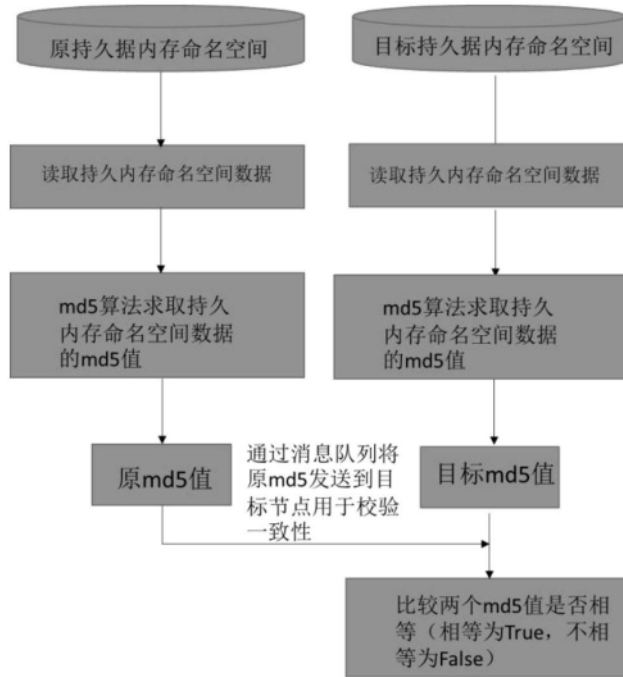 原持久据内存命名空间
目标持久据内存命名空间
读取持久内存命名空间数据
读取持久内存命名空间数据
md5算法求取持久
内存命名空间数据
的md5值
md5算法求取持久
内存命名空间数据
的md5值
原md5值
通过消息队列将
原md5发送到目
标节点用于校验
一致性
目标md5值
比较两个md5值是否相
等（相等为True，不相
等为False）